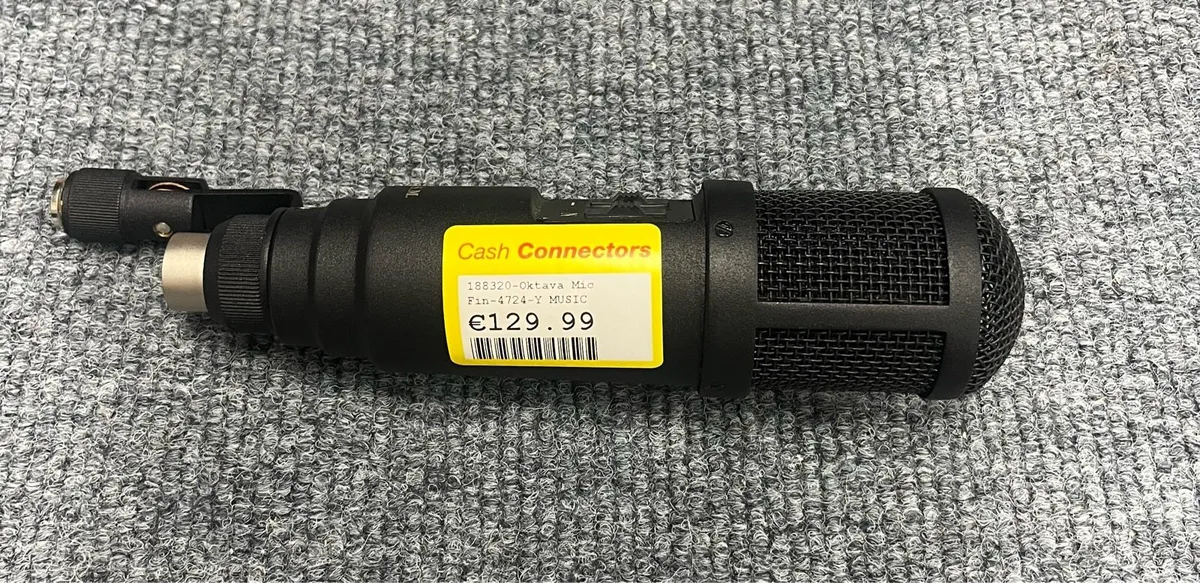 Cash Connectors
188320-Oktava Mic
Fin-4724-Y MUSIC
€129.99